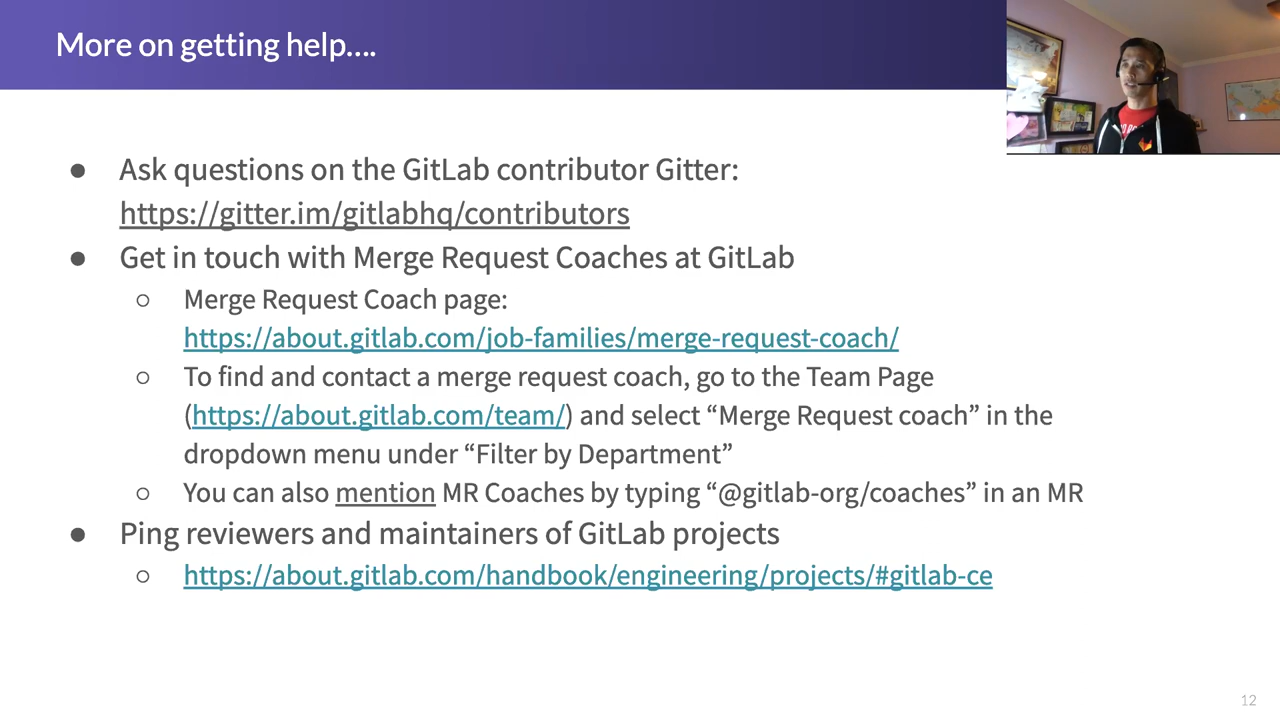 More on getting help....
● Ask questions on the GitLab contributor Gitter:
https://gitter.im/gitlabhq/contributors
● Get in touch with Merge Request Coaches at GitLab
○ Merge Request Coach page:
https://about.gitlab.com/job-families/merge-request-coach/
○ To find and contact a merge request coach, go to the Team Page
(https://about.gitlab.com/team/) and select “Merge Request coach” in the
dropdown menu under “Filter by Department”
○ You can also mention MR Coaches by typing “@gitlab-org/coaches” in an MR
● Ping reviewers and maintainers of GitLab projects
○ https://about.gitlab.com/handbook/engineering/projects/#gitlab-ce
12